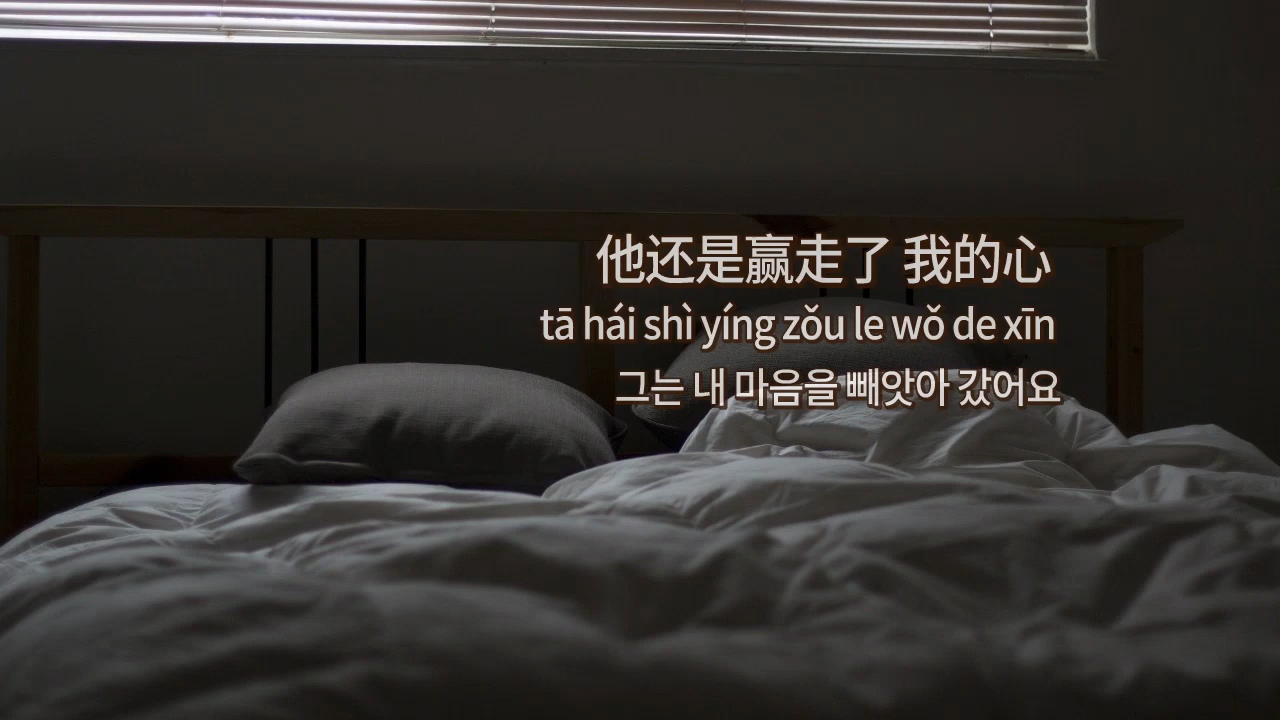 他还是赢走了 我的心
tā hái shì yíng zǒu le wǒ de xīn
그는 내 마음을 빼앗아 갔어요